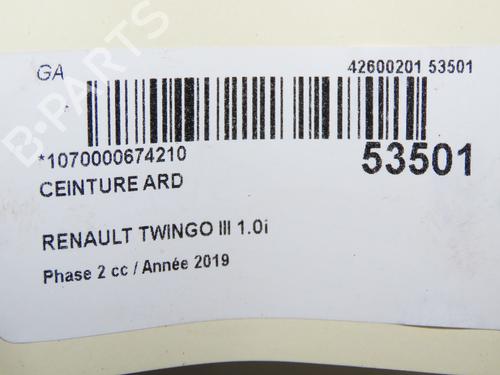 GA 42600201 53501
*1070000674210 53501
CEINTURE ARD
RENAULT TWINGO III 1.0i
Phase 2 cc / Année 2019
B-PARTS